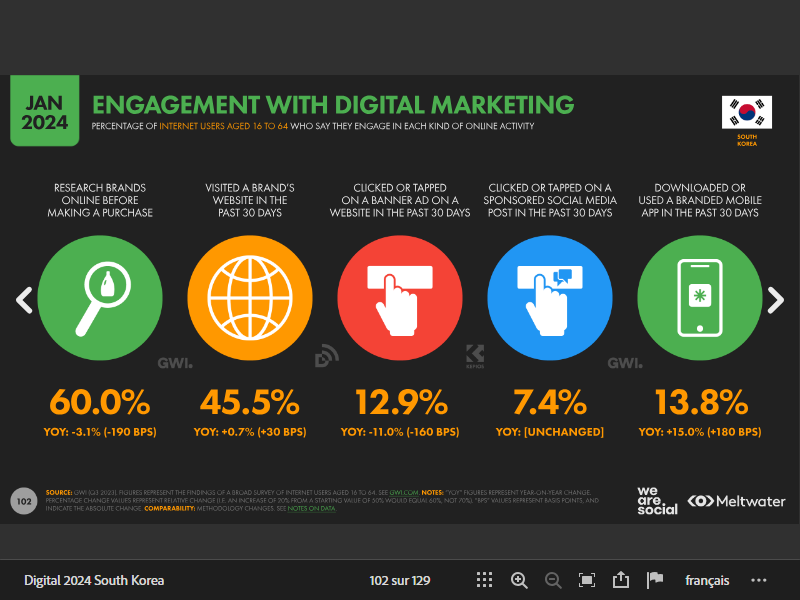 JAN
2024
ENGAGEMENT WITH DIGITAL MARKETING
PERCENTAGE OF INTERNET USERS AGED 16 TO 64 WHO SAY THEY ENGAGE IN EACH KIND OF ONLINE ACTIVITY
SOUTH
KOREA
RESEARCH BRANDS
ONLINE BEFORE
MAKING A PURCHASE
VISITED A BRAND'S
WEBSITE IN THE
PAST 30 DAYS
CLICKED OR TAPPED
ON A BANNER AD ON A
WEBSITE IN THE PAST 30 DAYS
CLICKED OR TAPPED ON A
SPONSORED SOCIAL MEDIA
POST IN THE PAST 30 DAYS
DOWNLOADED OR
USED A BRANDED MOBILE
APP IN THE PAST 30 DAYS
GWI.
KEPIOS
GWI.
60.0%
45.5%
12.9%
7.4%
13.8%
YOY: -3.1% (-190 BPS)
YOY: +0.7% (+30 BPS)
YOY: -11.0% (-160 BPS)
YOY: [UNCHANGED]
YOY: +15.0% (+180 BPS)
102
SOURCE: GWI (Q3 2023). FIGURES REPRESENT THE FINDINGS OF A BROAD SURVEY OF INTERNET USERS AGED 16 TO 64. SEE GWI.COM. NOTES: "YOY" FIGURES REPRESENT YEAR-ON-YEAR CHANGE.
PERCENTAGE CHANGE VALUES REPRESENT RELATIVE CHANGE (I.E. AN INCREASE OF 20% FROM A STARTING VALUE OF 50% WOULD EQUAL 60%, NOT 70%). "BPS" VALUES REPRESENT BASIS POINTS, AND
INDICATE THE ABSOLUTE CHANGE. COMPARABILITY: METHODOLOGY CHANGES. SEE NOTES ON DATA.
we
are
social
Meltwater
Digital 2024 South Korea
102 sur 129
français